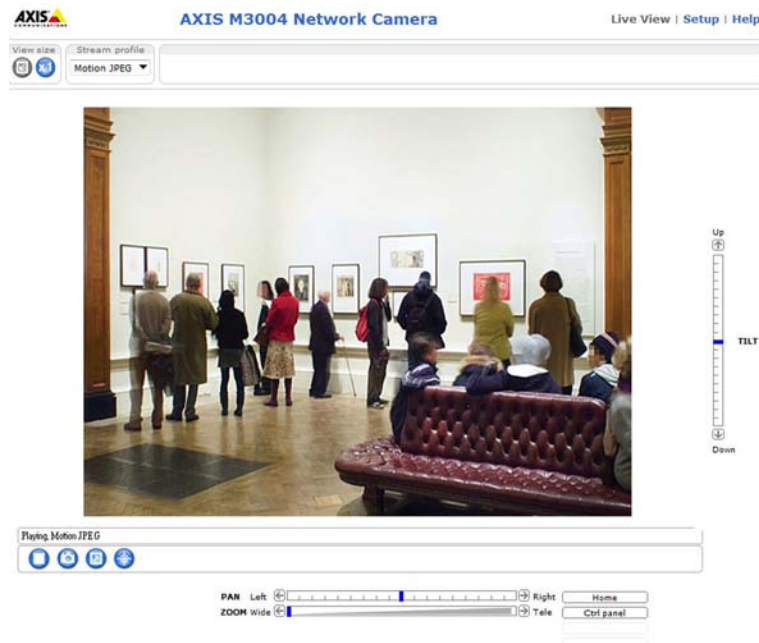 AXIS
COMMUNICATIONS
AXIS M3004 Network Camera
Live View | Setup | Help
View size
Stream profile
Motion JPEG
Up
TILT
Down
Playing, Motion JPEG
PAN Left Right Home
ZOOM Wide Tele Ctrl panel